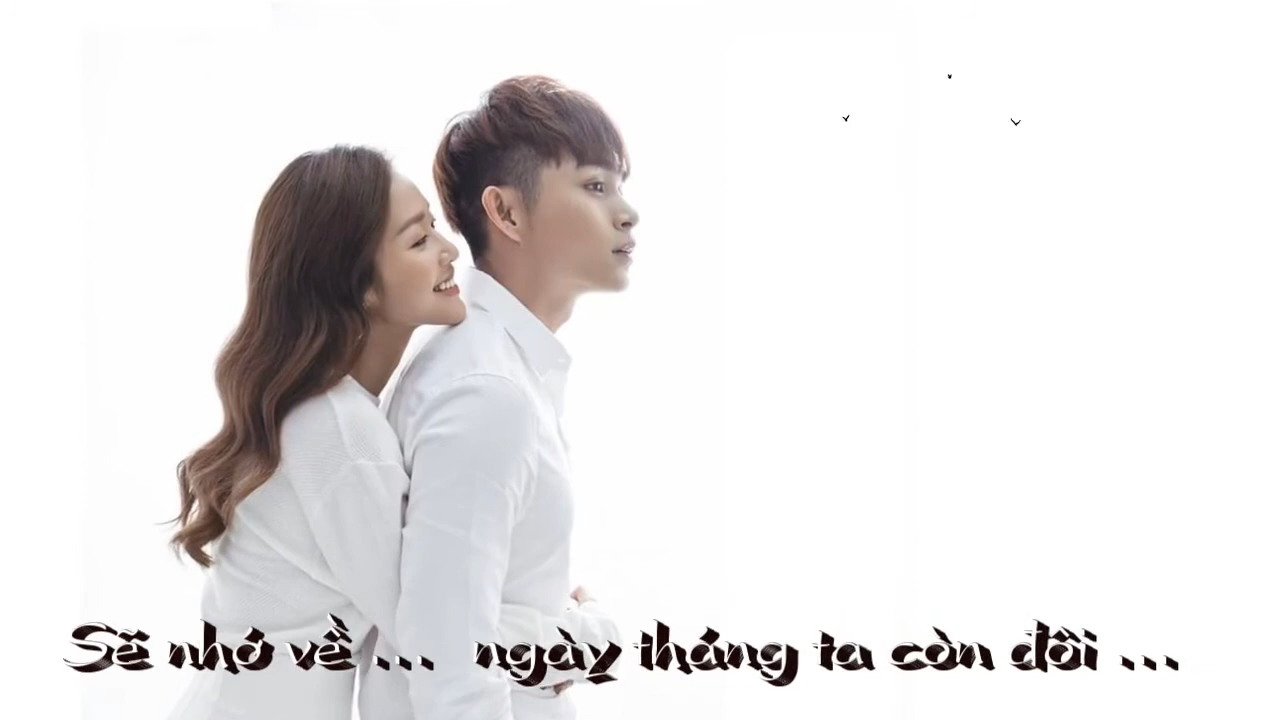 Sẽ nhớ về ... ngày tháng ta còn đôi ...